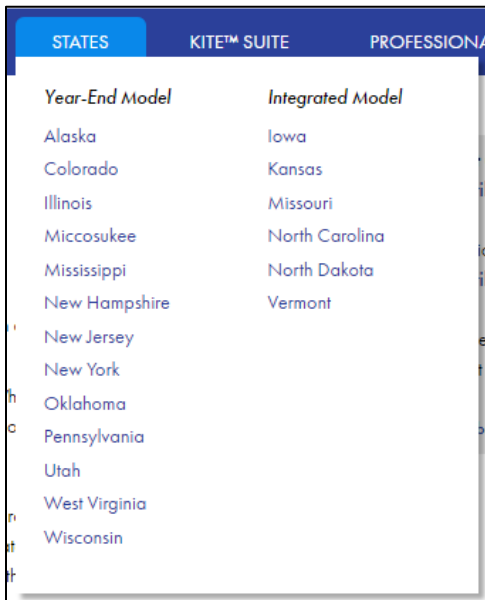 STATES KITE™ SUITE
Year-End Model Integrated Model
Alaska Iowa
Colorado Kansas
Illinois Missouri
Miccosukee North Carolina
Mississippi North Dakota
New Hampshire Vermont
New Jersey
New York
Oklahoma
Pennsylvania
Utah
West Virginia
Wisconsin